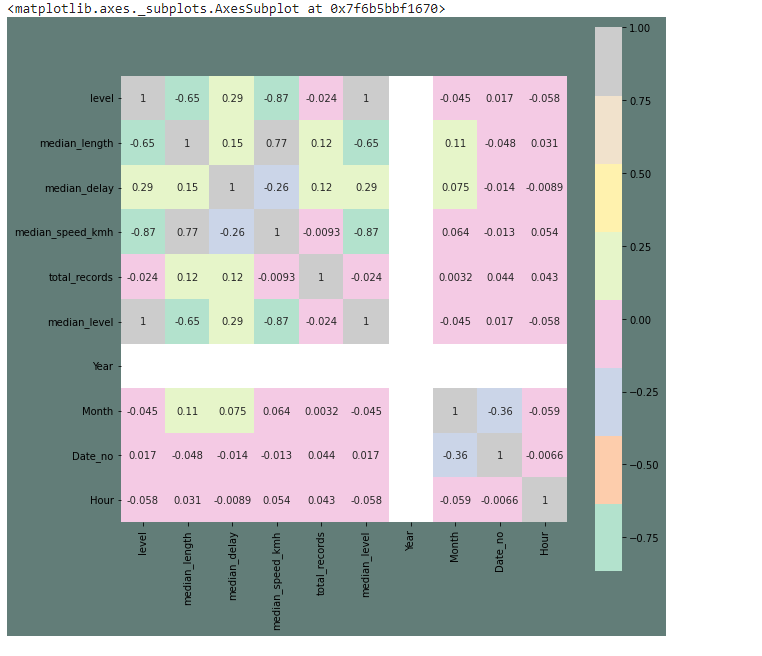 <matplotlib.axes._subplots.AxesSubplot at 0x7f6b5bbf1670>
level 1 -0.65 0.29 -0.87 -0.024 1 -0.045 0.017 -0.058
median_length -0.65 1 0.15 0.77 0.12 -0.65 0.11 -0.048 0.031
median_delay 0.29 0.15 1 -0.26 0.12 0.29 0.075 -0.014 -0.0089
median_speed_kmh -0.87 0.77 -0.26 1 -0.0093 -0.87 0.064 -0.013 0.054
total_records -0.024 0.12 0.12 -0.0093 1 -0.024 0.0032 0.044 0.043
median_level 1 -0.65 0.29 -0.87 -0.024 1 -0.045 0.017 -0.058
Year
Month -0.045 0.11 0.075 0.064 0.0032 -0.045 1 -0.36 -0.059
Date_no 0.017 -0.048 -0.014 -0.013 0.044 0.017 -0.36 1 -0.0066
Hour -0.058 0.031 -0.0089 0.054 0.043 -0.058 -0.059 -0.0066 1
level
median_length
median_delay
median_speed_kmh
total_records
median_level
Year
Month
Date_no
Hour
1.00
0.75
0.50
0.25
0.00
−0.25
−0.50
−0.75